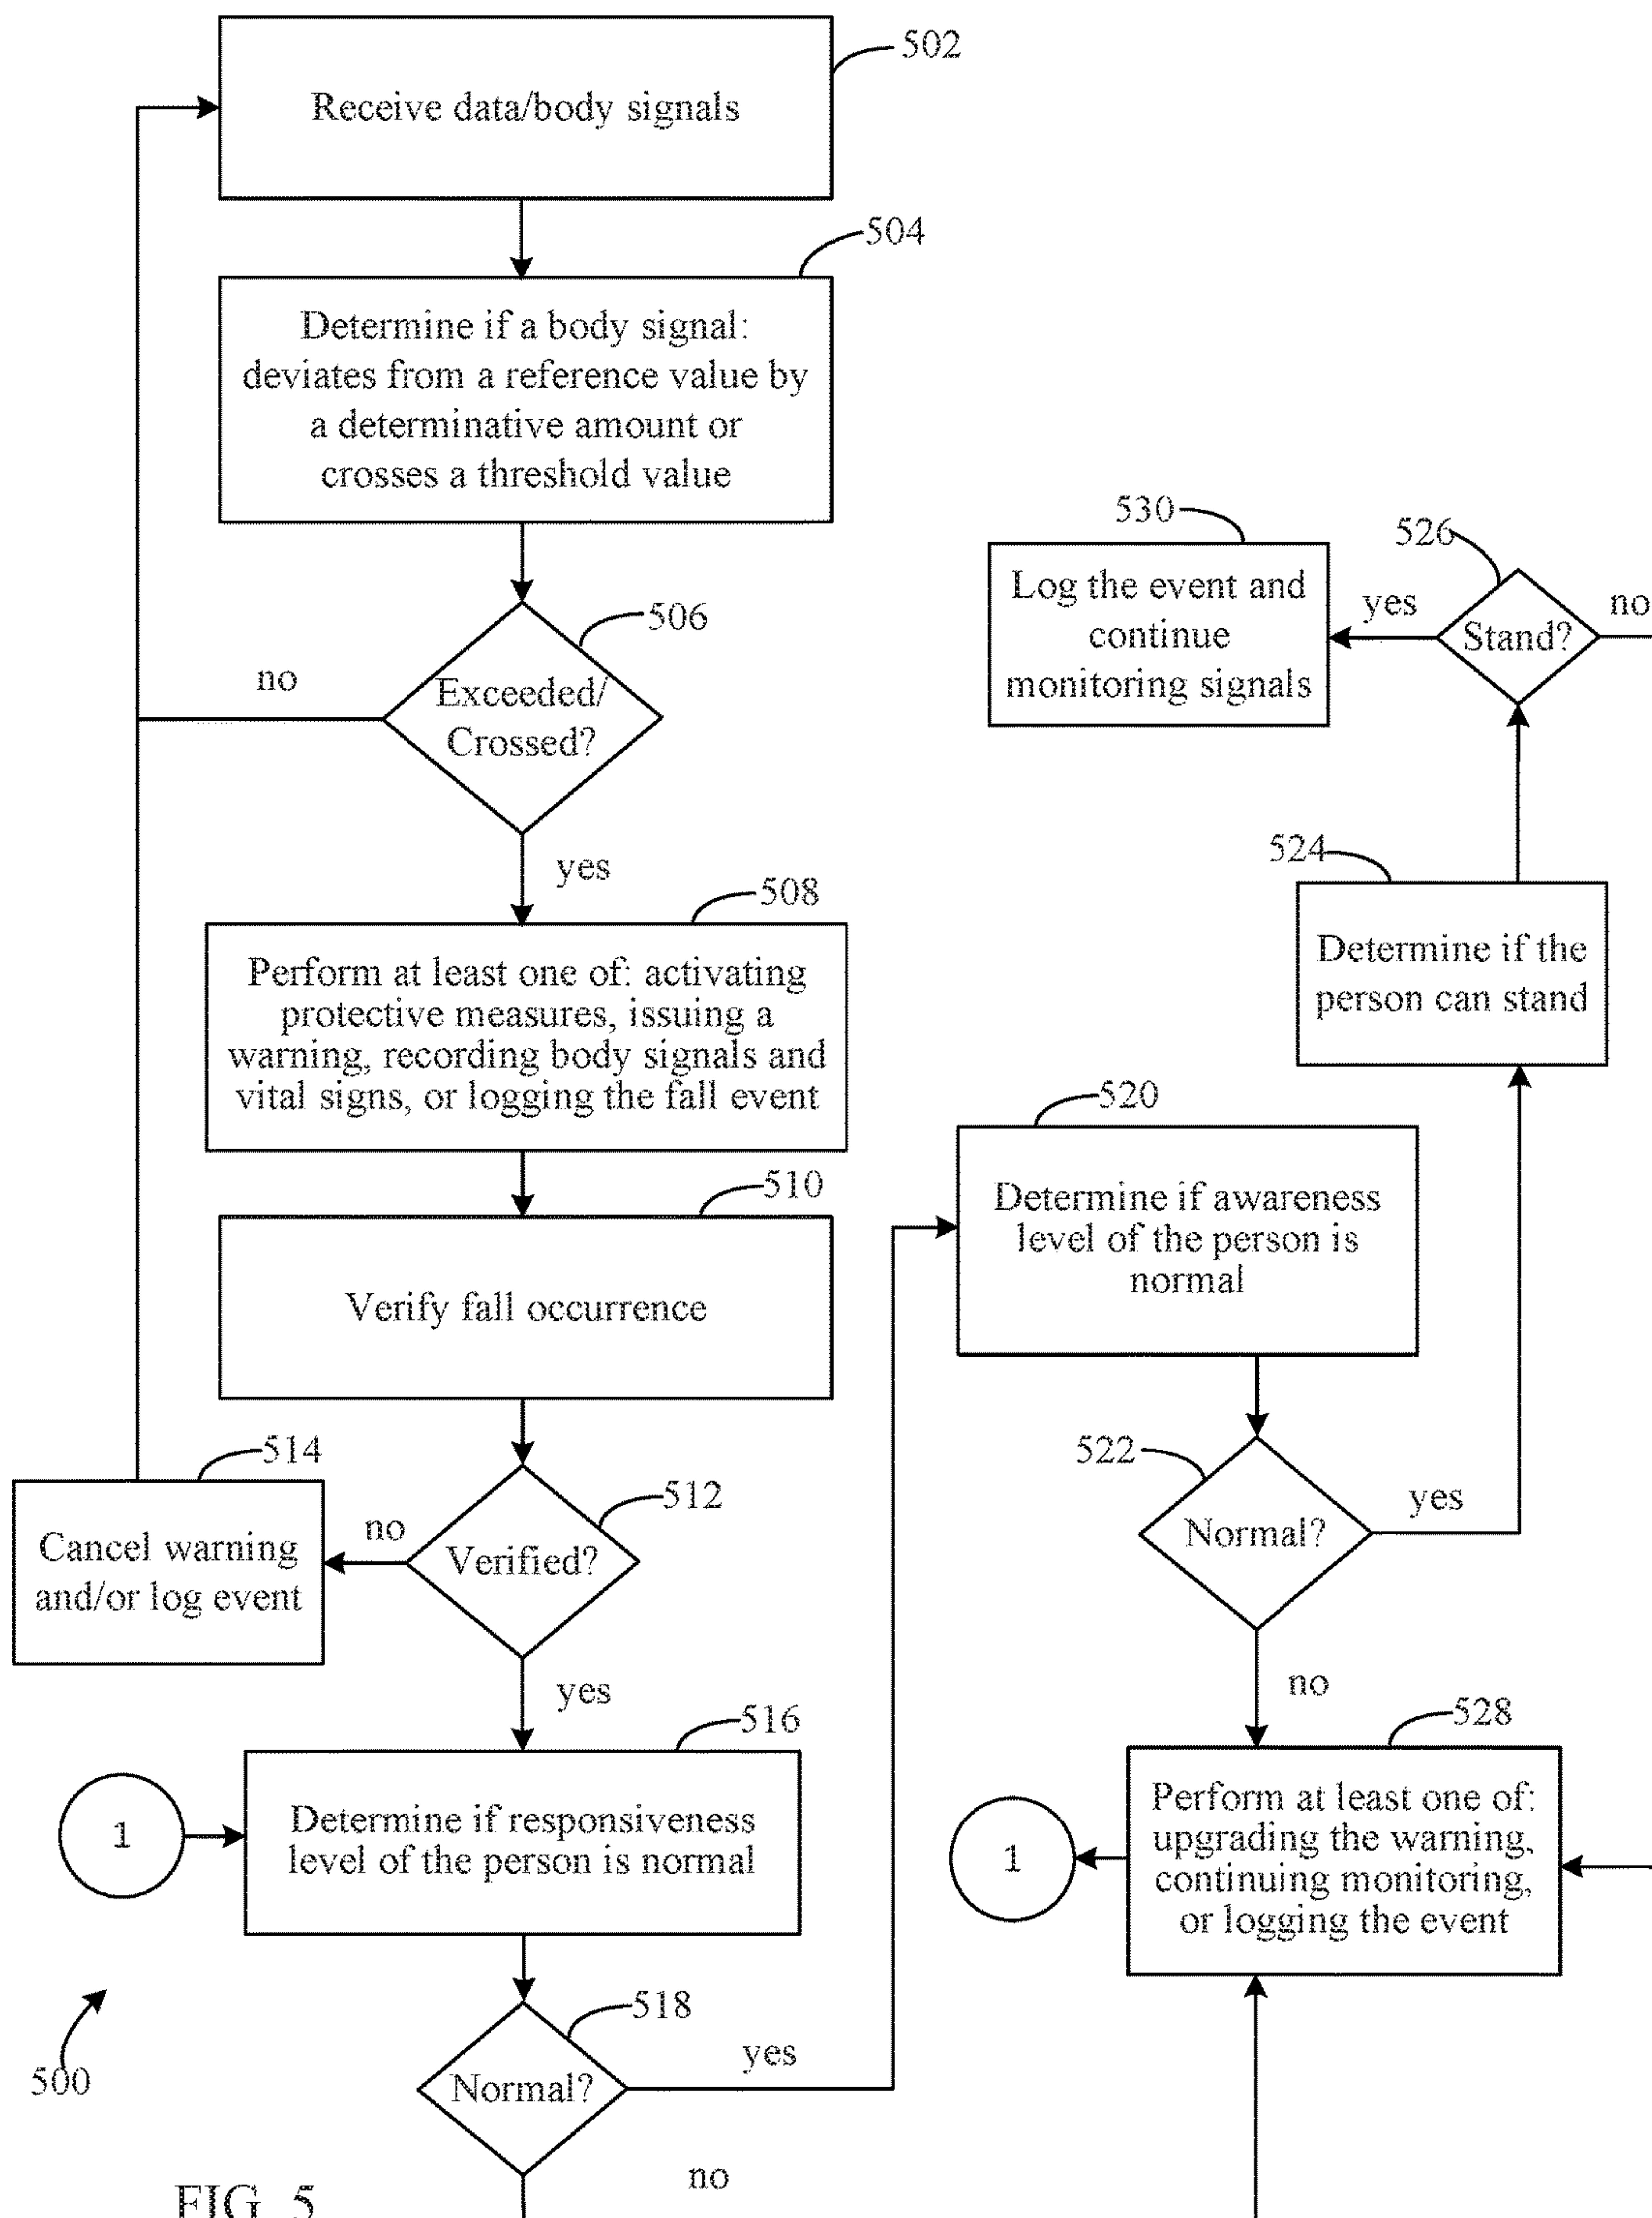 502
Receive data/body signals
504
Determine if a body signal:
deviates from a reference value by
a determinative amount or
crosses a threshold value
506
no
Exceeded/
Crossed?
yes
508
Perform at least one of: activating
protective measures, issuing a
warning, recording body signals and
vital signs, or logging the fall event
510
Verify fall occurrence
514
Cancel warning
and/or log event
no
512
Verified?
yes
516
1
Determine if responsiveness
level of the person is normal
518
Normal?
yes
no
500
FIG. 5
530
Log the event and
continue
monitoring signals
yes
526
Stand?
no
524
Determine if the
person can stand
520
Determine if awareness
level of the person is
normal
522
Normal?
yes
no
528
1
Perform at least one of:
upgrading the warning,
continuing monitoring,
or logging the event